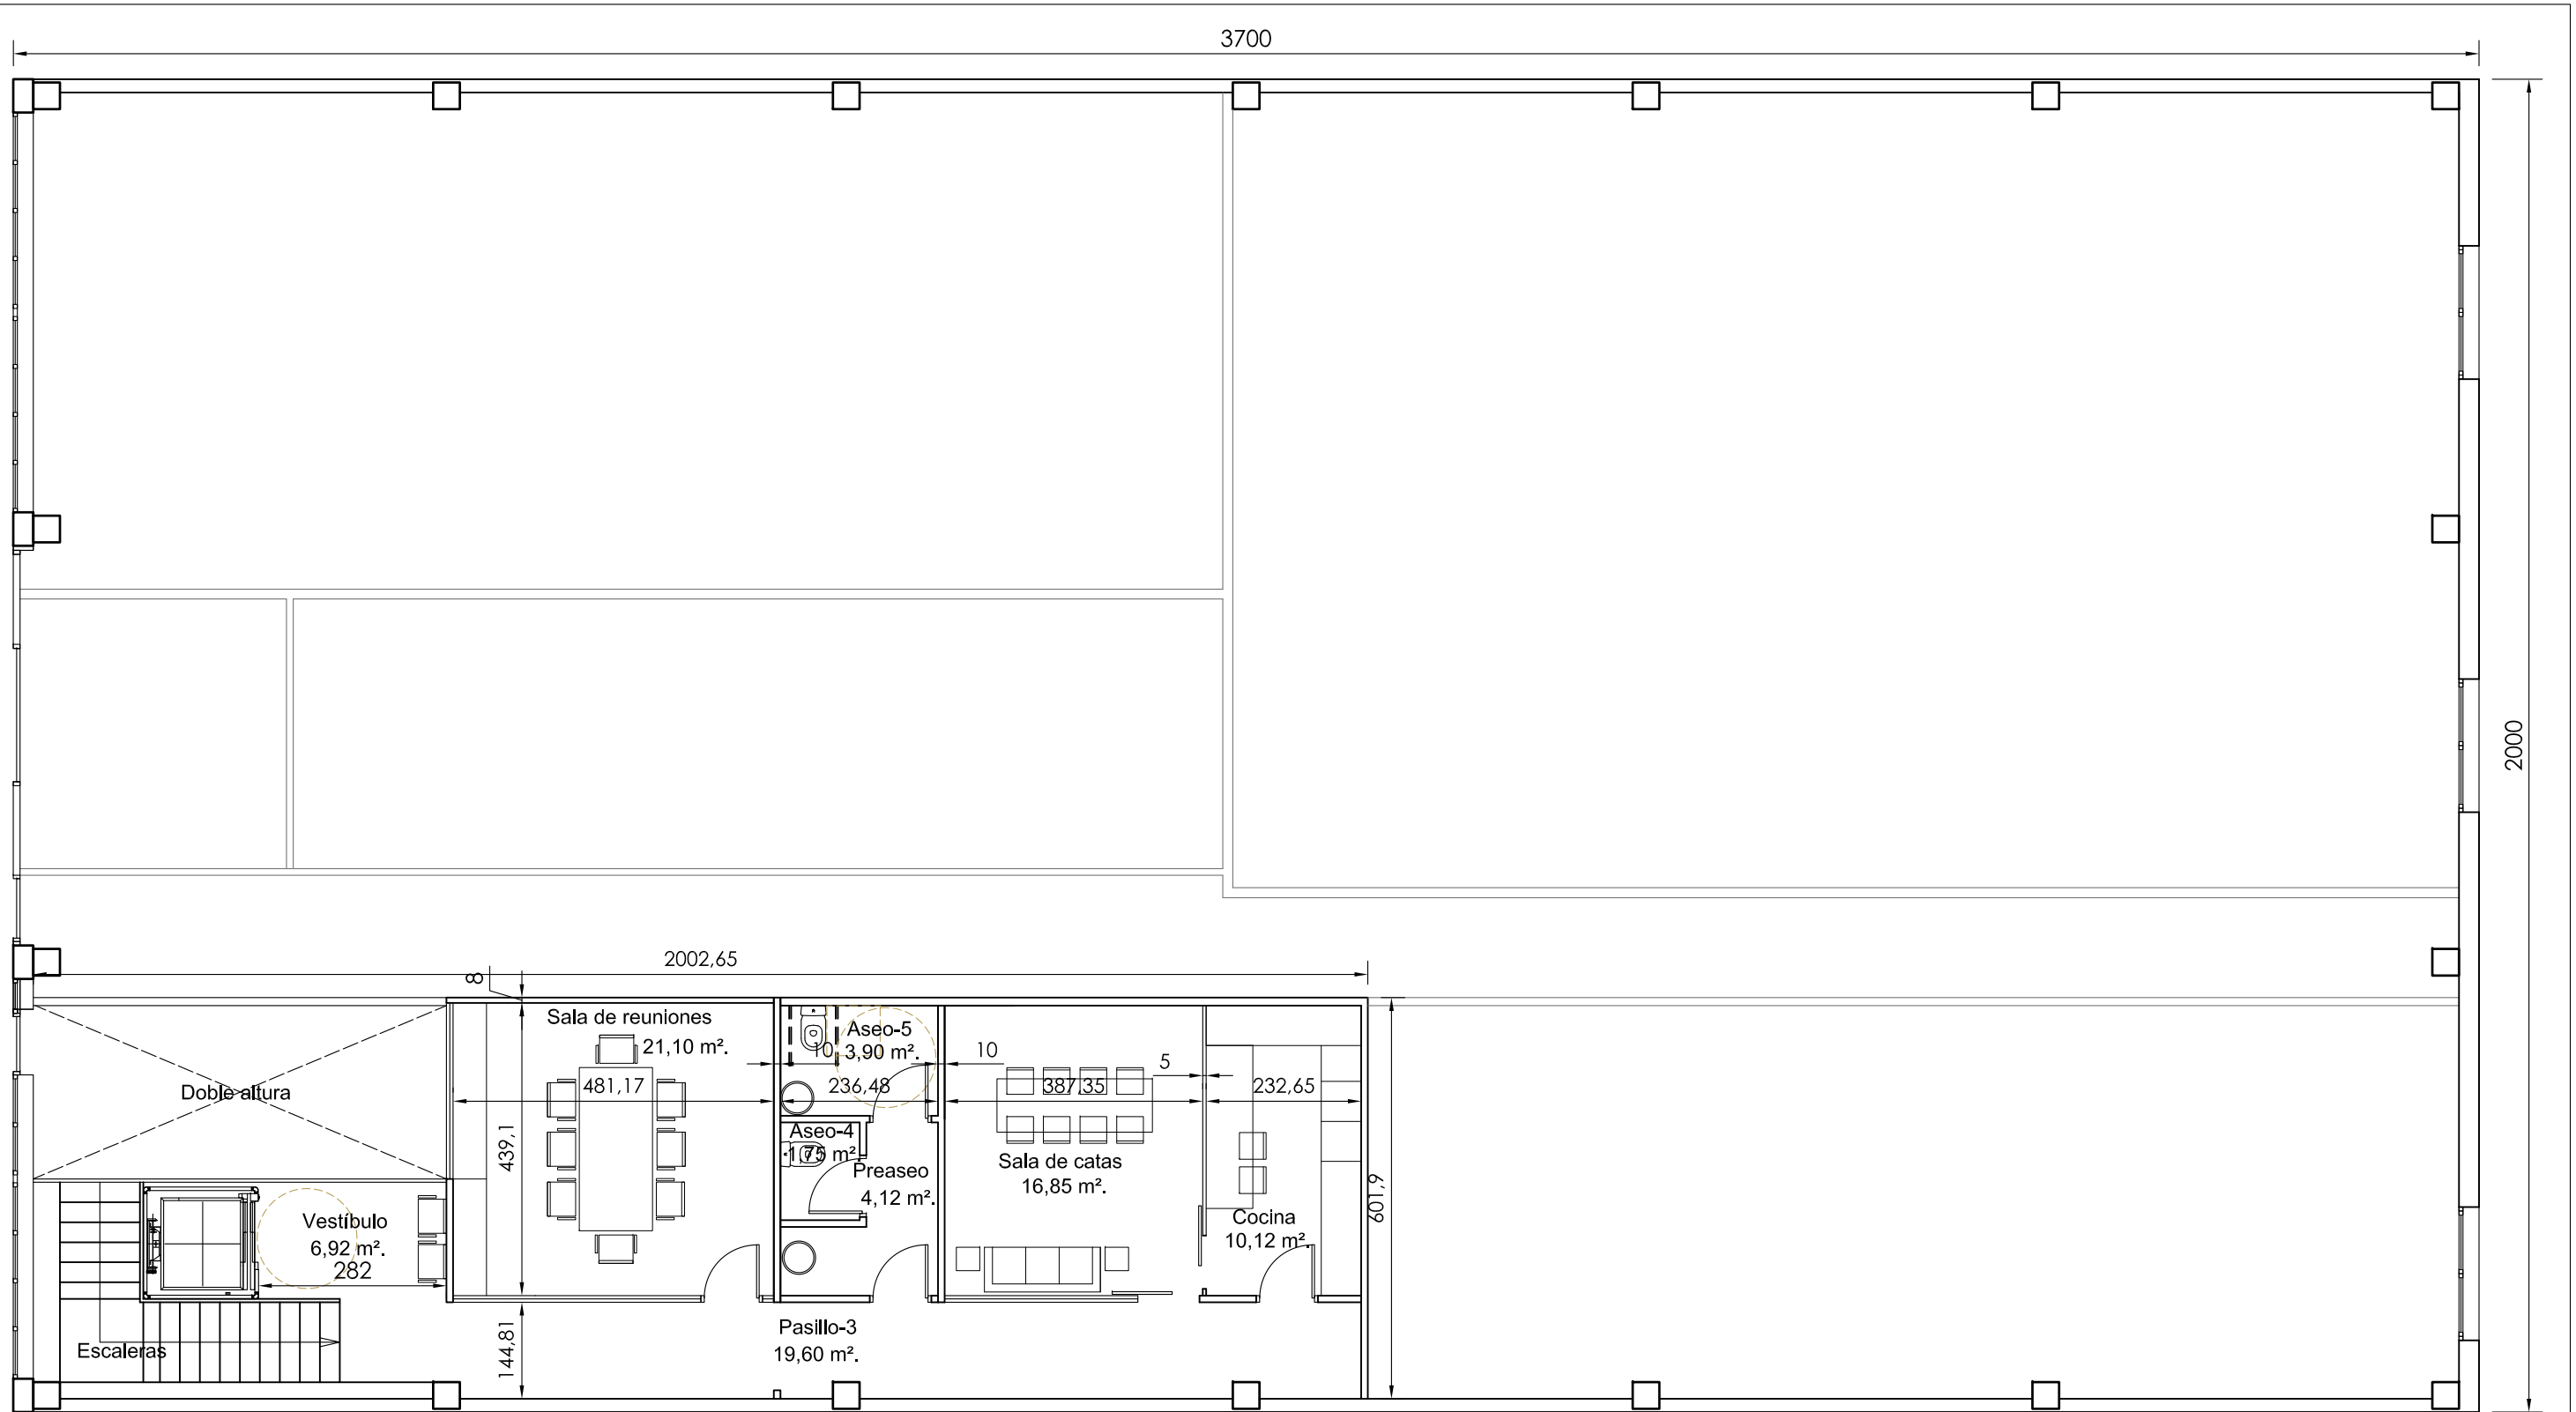 3700
2000
2002,65
8
Sala de reuniones
21,10 m².
Aseo-5
3,90 m².
10
10
5
Doble altura
481,17
236,48
387,35
232,65
439,1
Aseo-4
1,75 m².
Preaseo
4,12 m².
Sala de catas
16,85 m².
601,9
Vestíbulo
6,92 m².
282
Cocina
10,12 m².
Escaleras
144,81
Pasillo-3
19,60 m².